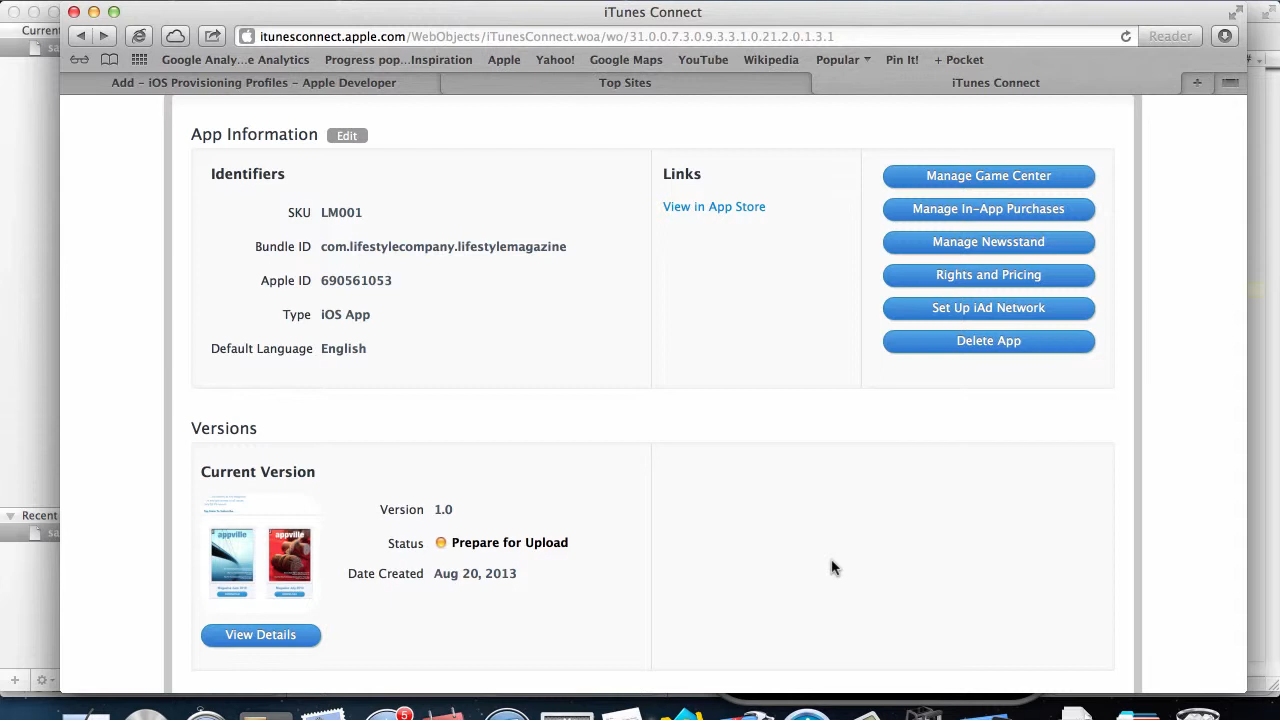 iTunes Connect
Current
itunesconnect.apple.com/WebObjects/iTunesConnect.woa/wo/31.0.0.7.3.0.9.3.3.1.0.21.2.0.1.3.1
Reader
Google Analy...e Analytics Progress pop...Inspiration Apple Yahoo! Google Maps YouTube Wikipedia Popular Pin It! + Pocket
Add – iOS Provisioning Profiles – Apple Developer
Top Sites
iTunes Connect
App Information Edit
Identifiers
SKU LM001
Bundle ID com.lifestylecompany.lifestylemagazine
Apple ID 690561053
Type iOS App
Default Language English
Links
View in App Store
Manage Game Center
Manage In-App Purchases
Manage Newsstand
Rights and Pricing
Set Up iAd Network
Delete App
Versions
Current Version
appville
appville
Version 1.0
Status Prepare for Upload
Date Created Aug 20, 2013
View Details
Recent
5